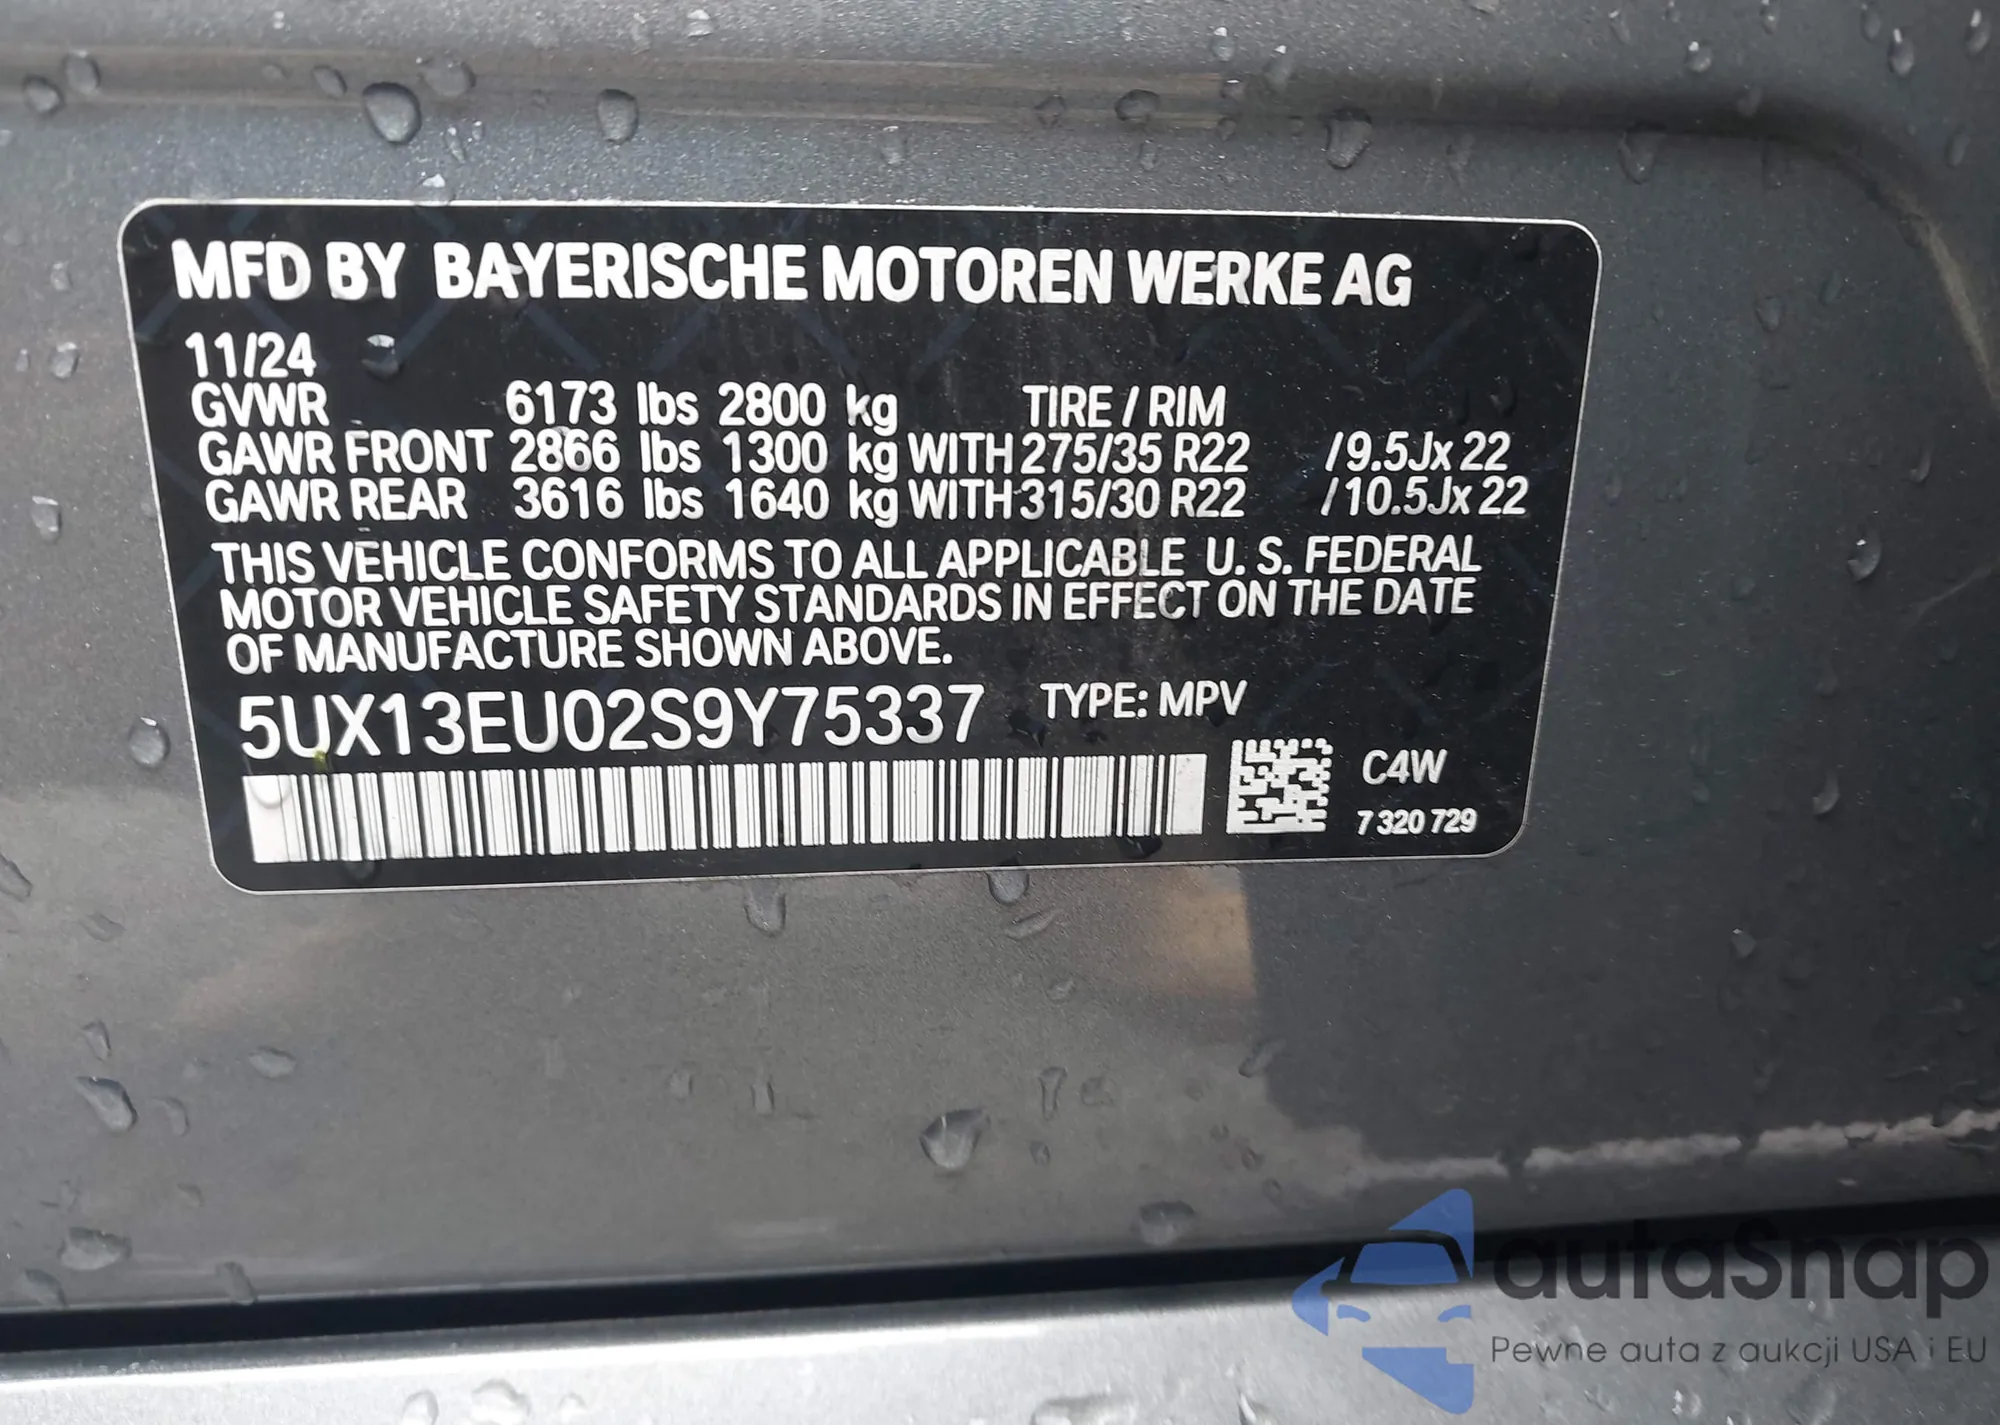 MFD BY BAYERISCHE MOTOREN WERKE AG
11/24
GVWR 6173 lbs 2800 kg TIRE / RIM
GAWR FRONT 2866 lbs 1300 kg WITH 275/35 R22 /9.5Jx 22
GAWR REAR 3616 lbs 1640 kg WITH 315/30 R22 /10.5Jx 22
THIS VEHICLE CONFORMS TO ALL APPLICABLE U. S. FEDERAL
MOTOR VEHICLE SAFETY STANDARDS IN EFFECT ON THE DATE
OF MANUFACTURE SHOWN ABOVE.
5UX13EU02S9Y75337 TYPE: MPV
C4W
7 320 729
autoSnap
Pewne auta z aukcji USA i EU